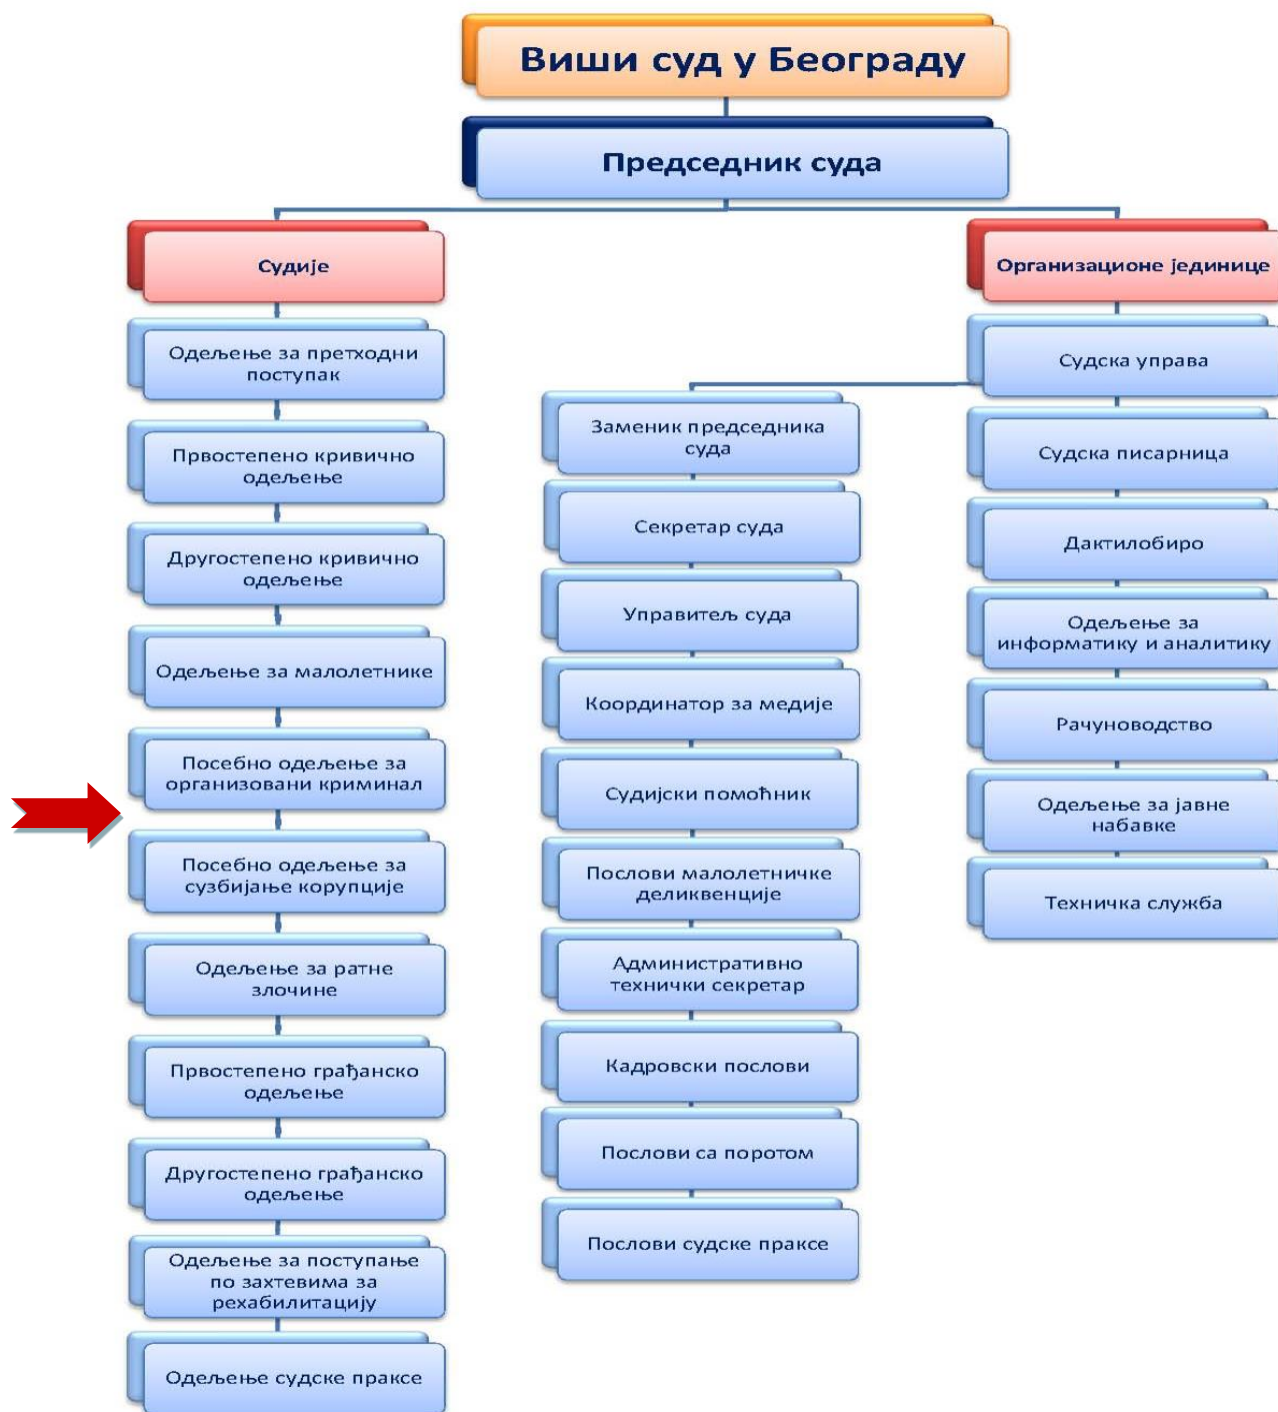 Виши суд у Београду
Председник суда
Судије
Одељење за претходни
поступак
Првостепено кривично
одељење
Другостепено кривично
одељење
Одељење за малолетнике
Посебно одељење за
организовани криминал
Посебно одељење за
сузбијање корупције
Одељење за ратне
злочине
Првостепено грађанско
одељење
Другостепено грађанско
одељење
Одељење за поступање
по захтевима за
рехабилитацију
Одељење судске праксе
Заменик председника
суда
Секретар суда
Управитељ суда
Координатор за медије
Судијски помоћник
Послови малолетничке
деликвенције
Административно
технички секретар
Кадровски послови
Послови са поротом
Послови судске праксе
Организационе јединице
Судска управа
Судска писарница
Дактилобиро
Одељење за
информатику и аналитику
Рачуноводство
Одељење за јавне
набавке
Техничка служба